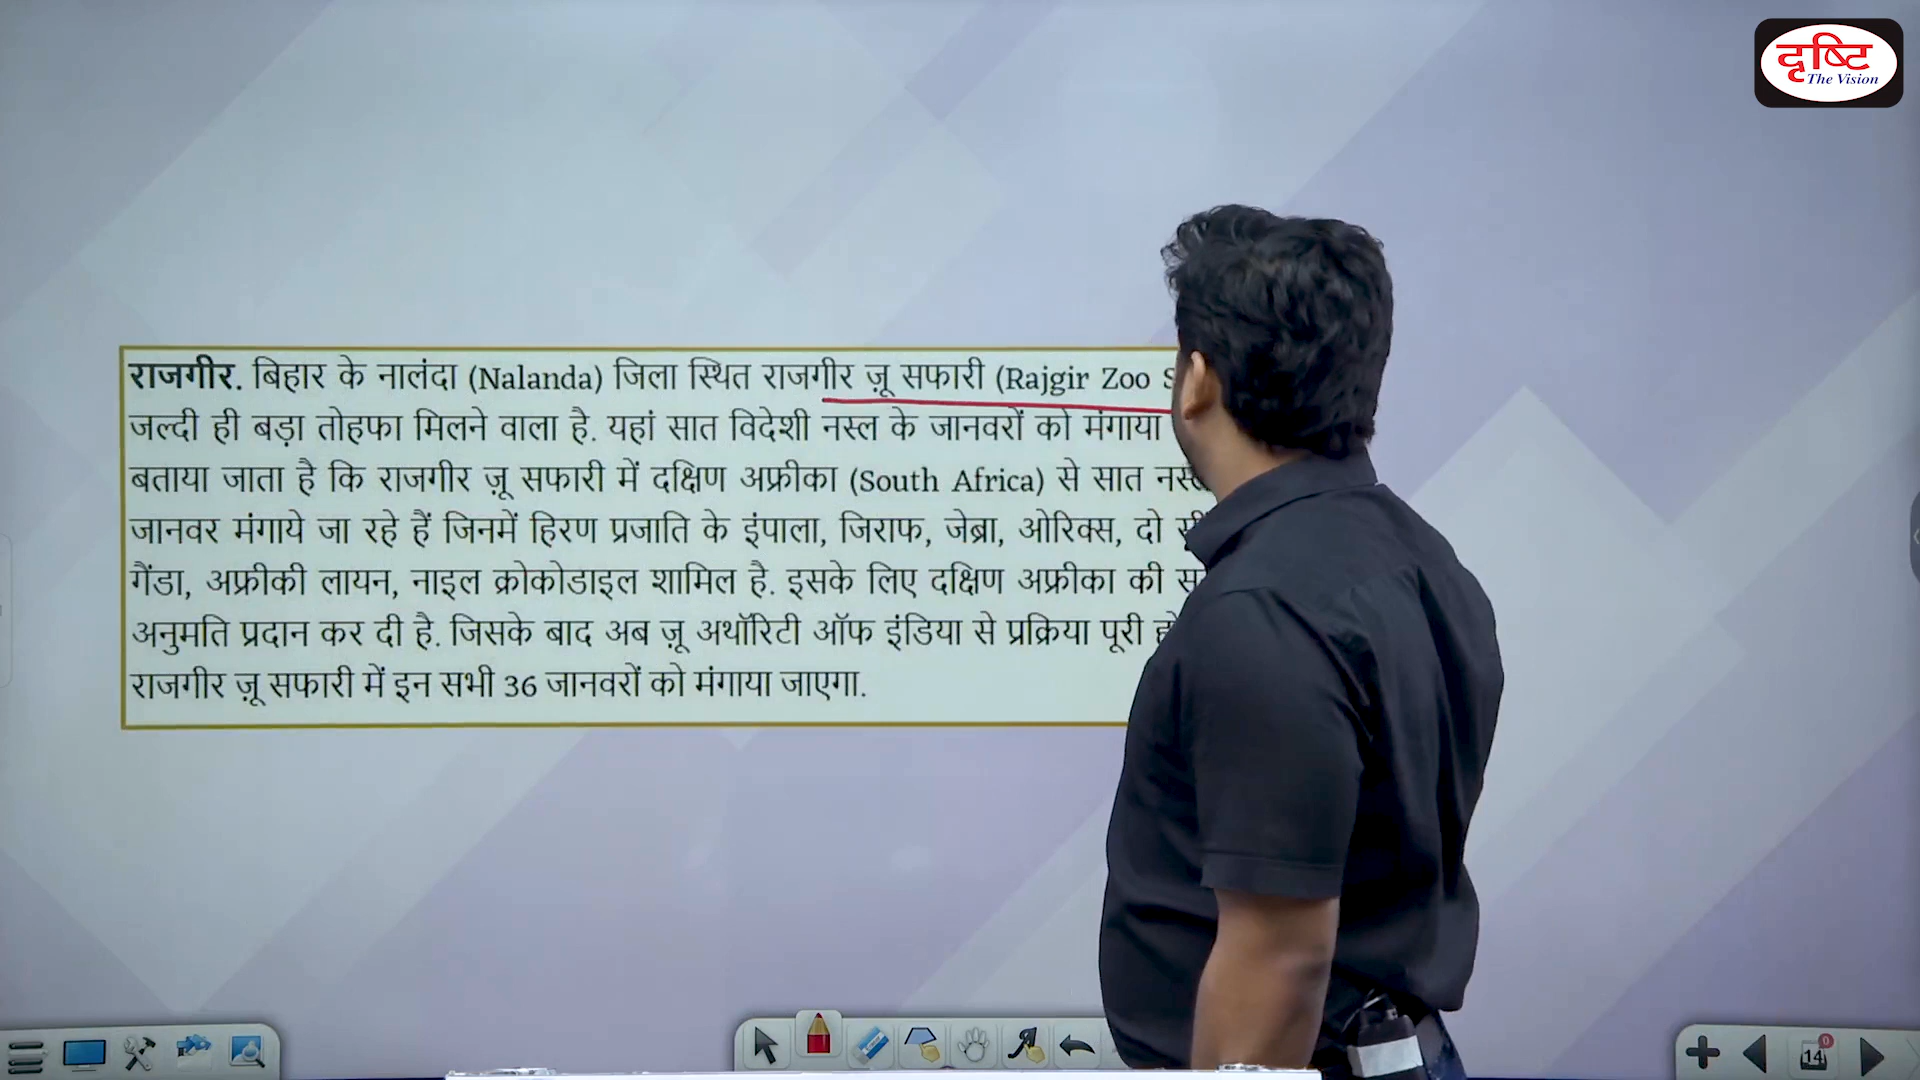 दृष्टि
The Vision
राजगीर. बिहार के नालंदा (Nalanda) जिला स्थित राजगीर ज़ू सफारी (Rajgir Zoo
जल्दी ही बड़ा तोहफा मिलने वाला है. यहां सात विदेशी नस्ल के जानवरों को मंगाया
बताया जाता है कि राजगीर ज़ू सफारी में दक्षिण अफ्रीका (South Africa) से सात
जानवर मंगाये जा रहे हैं जिनमें हिरण प्रजाति के इंपाला, जिराफ, जेब्रा, ओरिक्स, दो
गैंडा, अफ्रीकी लायन, नाइल क्रोकोडाइल शामिल है. इसके लिए दक्षिण अफ्रीका की
अनुमति प्रदान कर दी है. जिसके बाद अब ज़ू अथॉरिटी ऑफ इंडिया से प्रक्रिया पूरी
राजगीर ज़ू सफारी में इन सभी 36 जानवरों को मंगाया जाएगा.
14
0